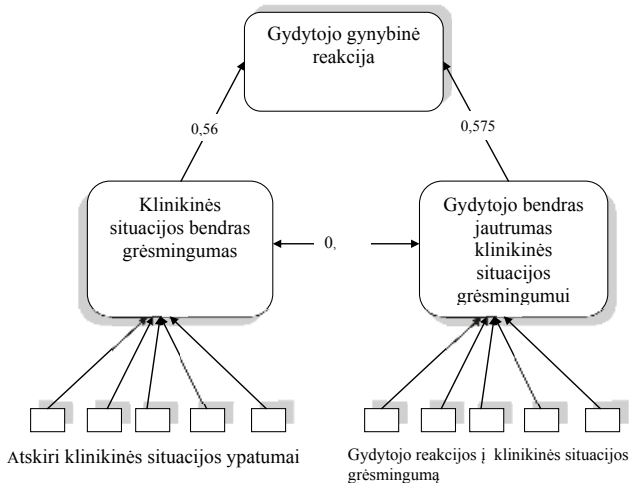 Gydytojo gynybinė
reakcija
0,56
0,575
Klinikinės
situacijos bendras
grėsmingumas
0,
Gydytojo bendras
jautrumas
klinikinės
situacijos
grėsmingumui
Atskiri klinikinės situacijos ypatumai
Gydytojo reakcijos į klinikinės situacijos
grėsmingumą